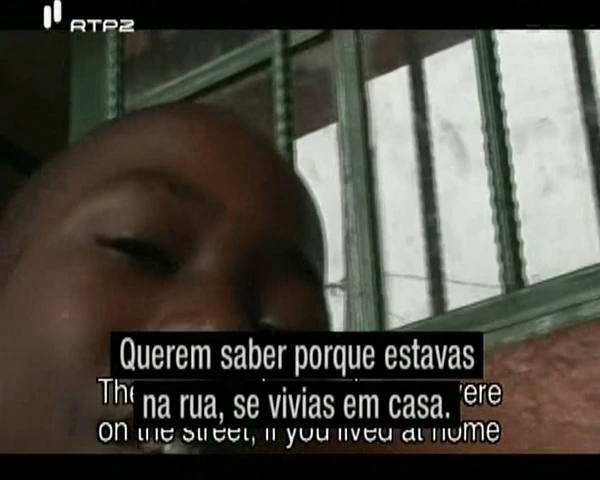 RTP2
Querem saber porque estavas
na rua, se vivias em casa.
The ere
on the street, if you lived at home